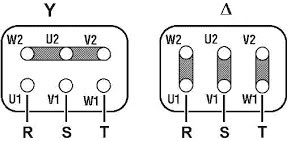 Y Δ
W2 U2 V2 W2 U2 V2
U1 V1 W1 U1 V1 W1
R S T R S T